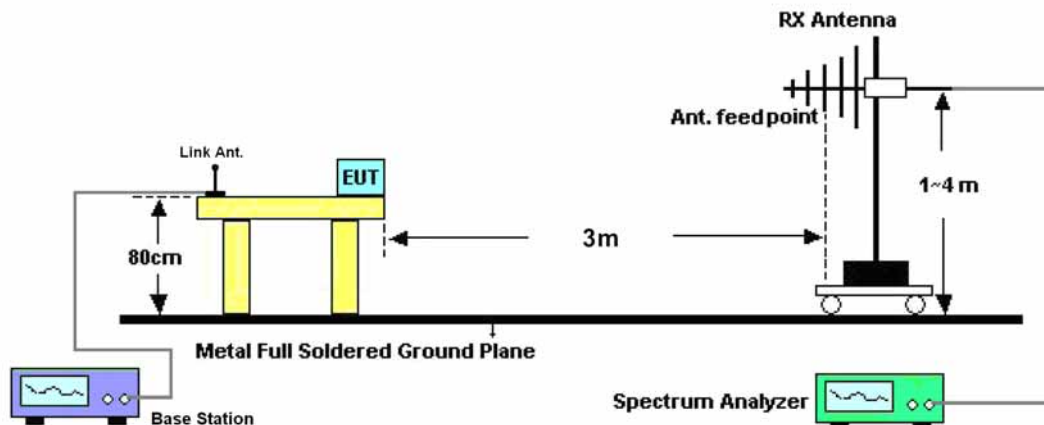 RX Antenna
Ant. feedpoint
Link Ant.
EUT
1~4 m
3m
80cm
Metal Full Soldered Ground Plane
Base Station
Spectrum Analyzer